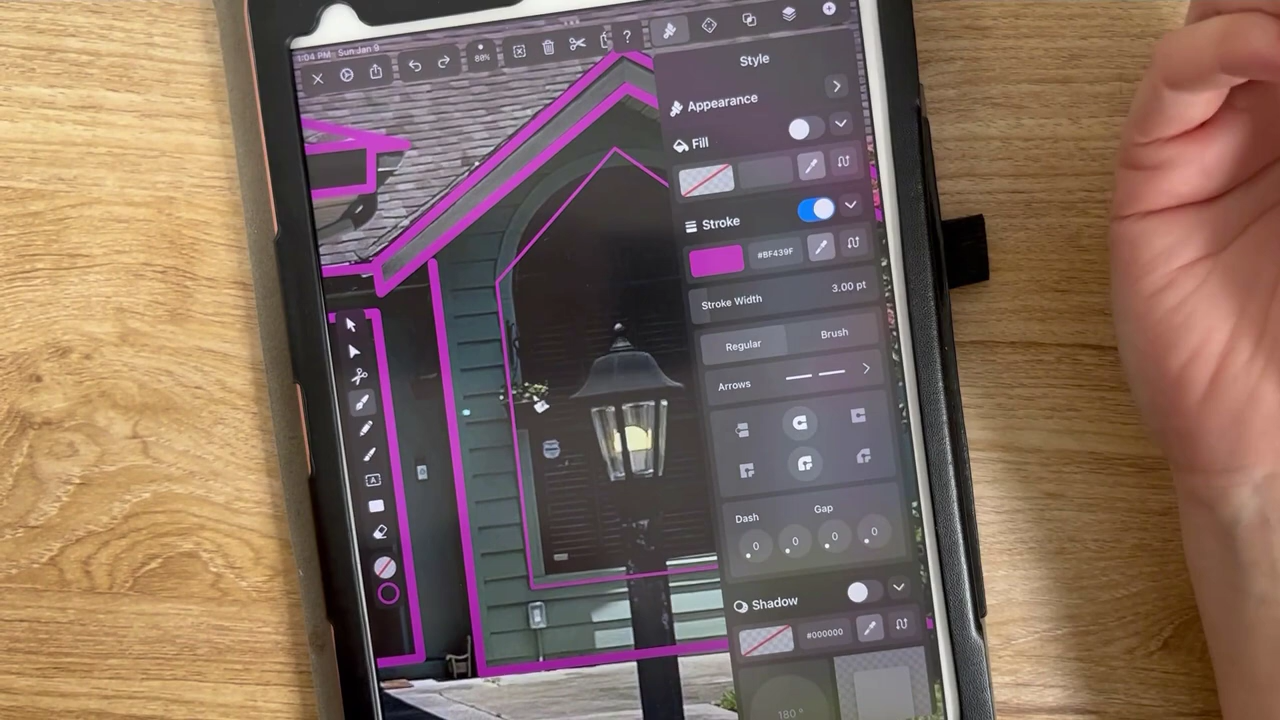 1:04 PM Sun Jan 9
88%
?
Style
Appearance
Fill
Stroke
#BF439F
Stroke Width 3.00 pt
Regular Brush
Arrows
A
Dash Gap
0 0 0 0
Shadow
#000000
180°